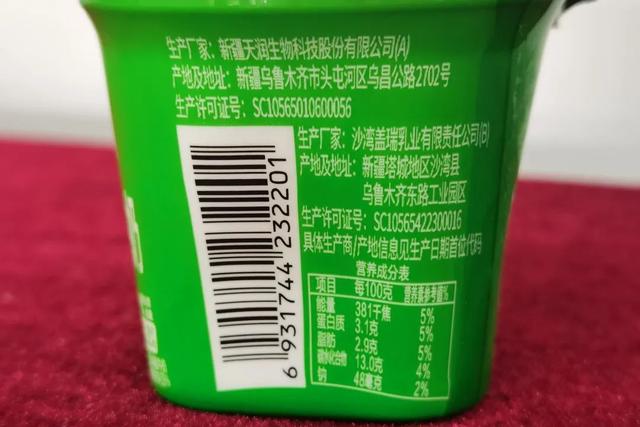 生产厂家：新疆天润生物科技股份有限公司(A)
产地及地址：新疆乌鲁木齐市头屯河区乌昌公路2702号
生产许可证号：SC10565010600056
生产厂家：沙湾盖瑞乳业有限责任公司(B)
产地及地址：新疆塔城地区沙湾县
乌鲁木齐东路工业园区
生产许可证号：SC10565422300016
具体生产商/产地信息见生产日期首位代码
营养成分表
项目 每100克 营养素参考值%
能量 381千焦 5%
蛋白质 3.1克 5%
脂肪 2.9克 5%
碳水化合物 13.0克 4%
钠 48毫克 2%
6 931744 232201